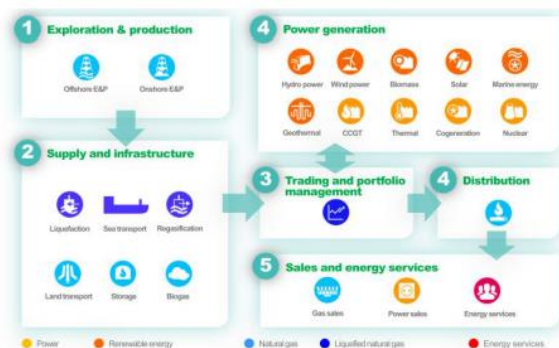 1 Exploration & production
Offshore E&P Onshore E&P
2 Supply and infrastructure
Liquefaction Sea transport Regasification
Land transport Storage Biogas
4 Power generation
Hydro power Wind power Biomass Solar Marine energy
Geothermal CCGT Thermal Cogeneration Nuclear
3 Trading and portfolio
management
4 Distribution
5 Sales and energy services
Gas sales Power sales Energy services
Power Renewable energy Natural gas Liquefied natural gas Energy services